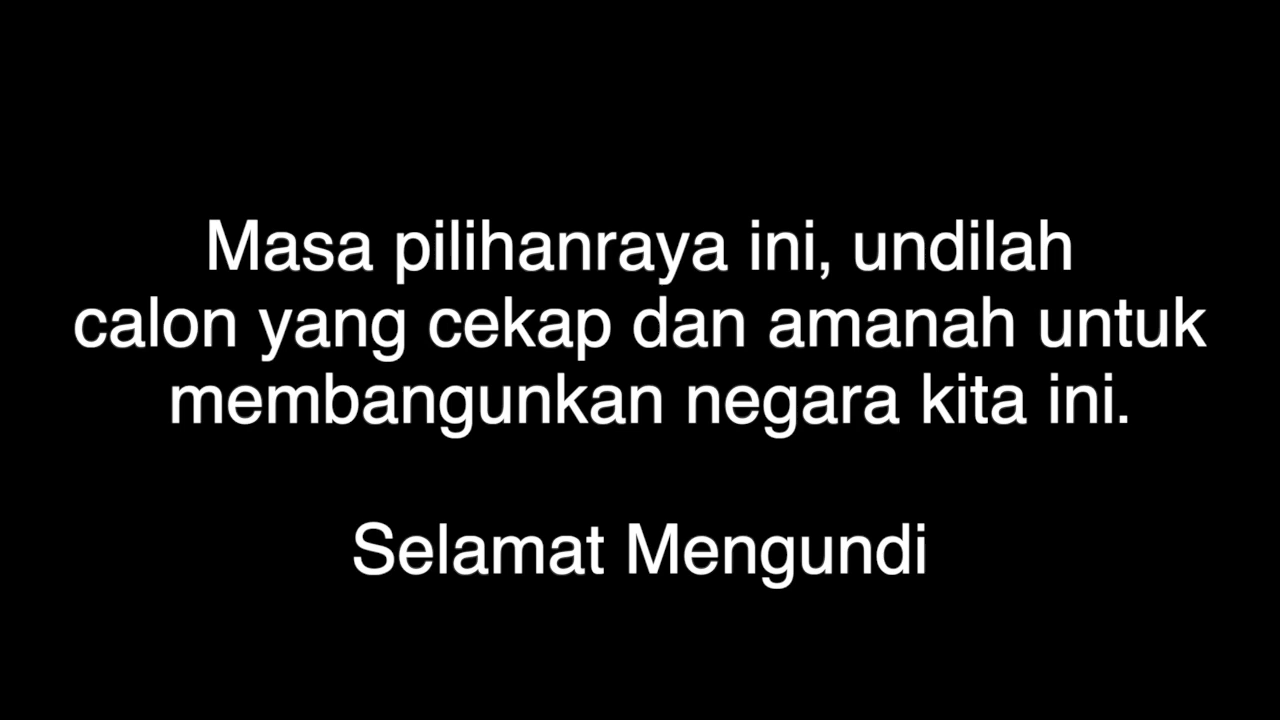 Masa pilihanraya ini, undilah
calon yang cekap dan amanah untuk
membangunkan negara kita ini.
Selamat Mengundi